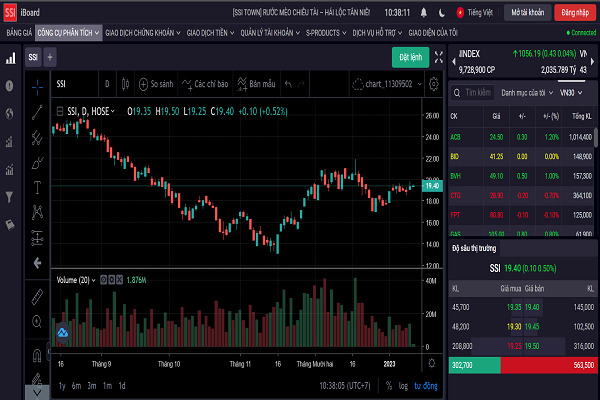 SSI iBoard [SSI TOWN] RƯỚC MÈO CHIÊU TÀI – HÁI LỘC TÂN NIÊN 10:38:11 Tiếng Việt Mở tài khoản Đăng nhập
BẢNG GIÁ CÔNG CỤ PHÂN TÍCH GIAO DỊCH CHỨNG KHOÁN GIAO DỊCH TIỀN QUẢN LÝ TÀI KHOẢN S-PRODUCTS DỊCH VỤ HỖ TRỢ GIAO DIỆN CỦA TÔI Connected
SSI + Đặt lệnh
SSI D So sánh Các chỉ báo Bản mẫu chart_11309502
SSI, D, HOSE O19.35 H19.50 L19.25 C19.40 +0.10 (+0.52%)
26.00
24.00
22.00
20.00
19.40
18.00
16.00
14.00
12.00
Volume (20) 1.876M
40M
20M
0
16 Tháng 9 Tháng 10 Tháng 11 16 Tháng Mười hai 16 2023
1y 6m 3m 1m 1d 10:38:05 (UTC+7) % log tự động
INDEX 1056.19 (0.43 0.04%) VN
9,728,900 CP 2,035.789 Tỷ 43
Tìm kiếm Danh mục của tôi VN30
CK Giá +/- +/- (%) Tổng KL
ACB 24.50 0.30 1.20% 1,014,400
BID 41.25 0.00 0.00% 148,900
BVH 49.10 0.50 1.00% 157,300
CTG 28.90 -0.20 -0.70% 364,100
FPT 80.80 -0.10 -0.10% 125,000
GAS 105.00 0.80 0.80% 61,900
Độ sâu thị trường
SSI 19.40 (0.10 0.50%)
KL Giá mua Giá bán KL
45,700 19.35 19.40 145,000
48,200 19.30 19.45 102,500
208,800 19.25 19.50 316,000
302,700 563,500